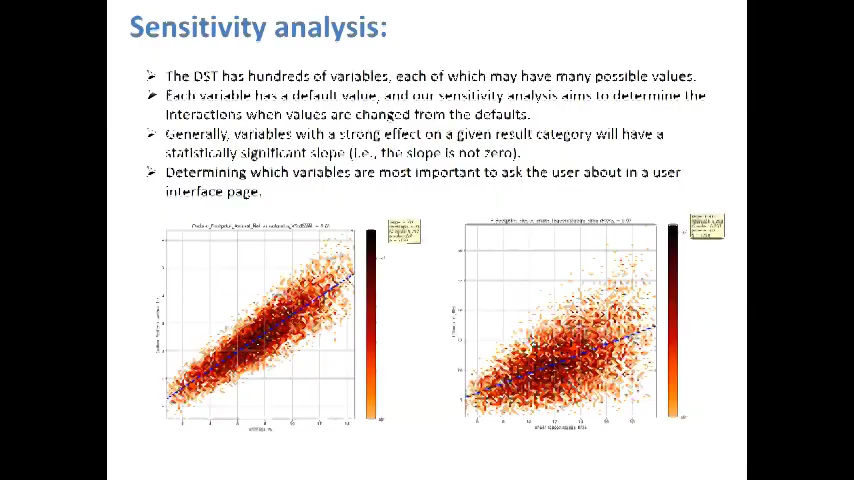 Sensitivity analysis:
➢ The DST has hundreds of variables, each of which may have many possible values.
➢ Each variable has a default value, and our sensitivity analysis aims to determine the
interactions when values are changed from the defaults.
➢ Generally, variables with a strong effect on a given result category will have a
statistically significant slope (i.e., the slope is not zero).
➢ Determining which variables are most important to ask the user about in a user
interface page.